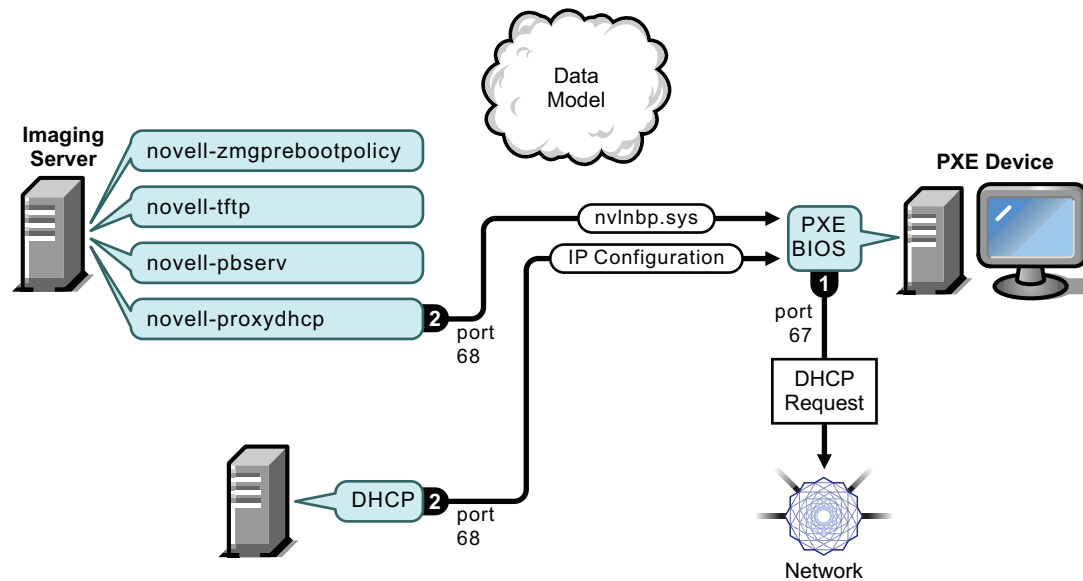 Data
Model
Imaging
Server
novell-zmgprebootpolicy
novell-tftp
novell-pbserv
novell-proxydhcp
2
port
68
nvlnbp.sys
IP Configuration
PXE
BIOS
PXE Device
1
port
67
DHCP
Request
DHCP
2
port
68
Network